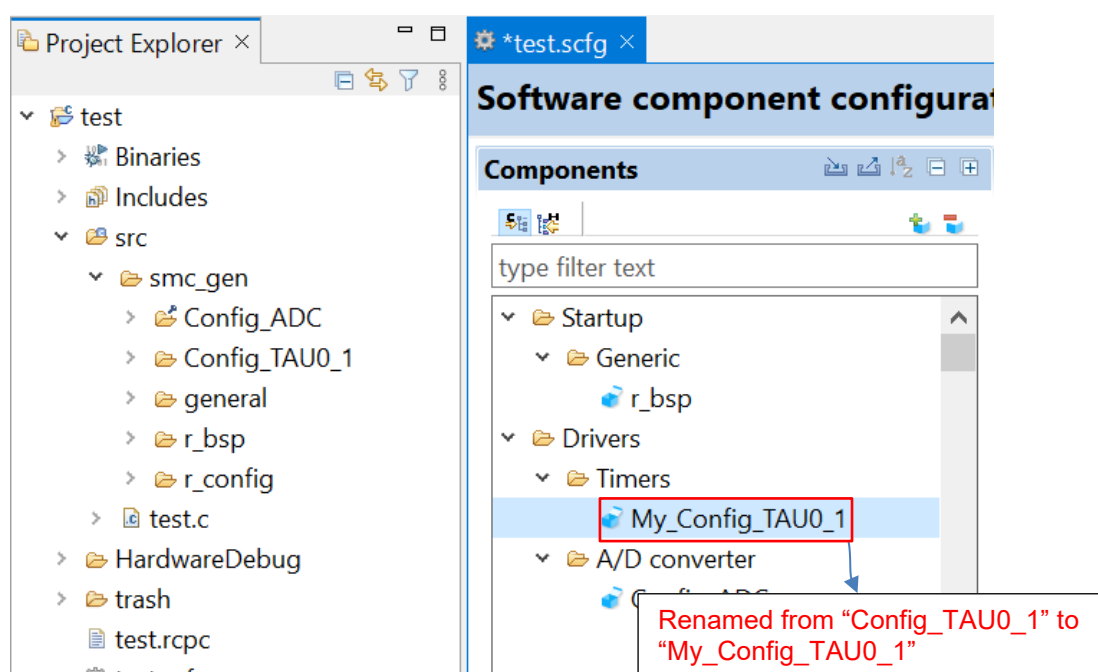 Project Explorer
test
Binaries
Includes
src
smc_gen
Config_ADC
Config_TAU0_1
general
r_bsp
r_config
test.c
HardwareDebug
trash
test.rcpc
*test.scfg
Software component configura
Components
type filter text
Startup
Generic
r_bsp
Drivers
Timers
My_Config_TAU0_1
A/D converter
Renamed from “Config_TAU0_1” to
“My_Config_TAU0_1”